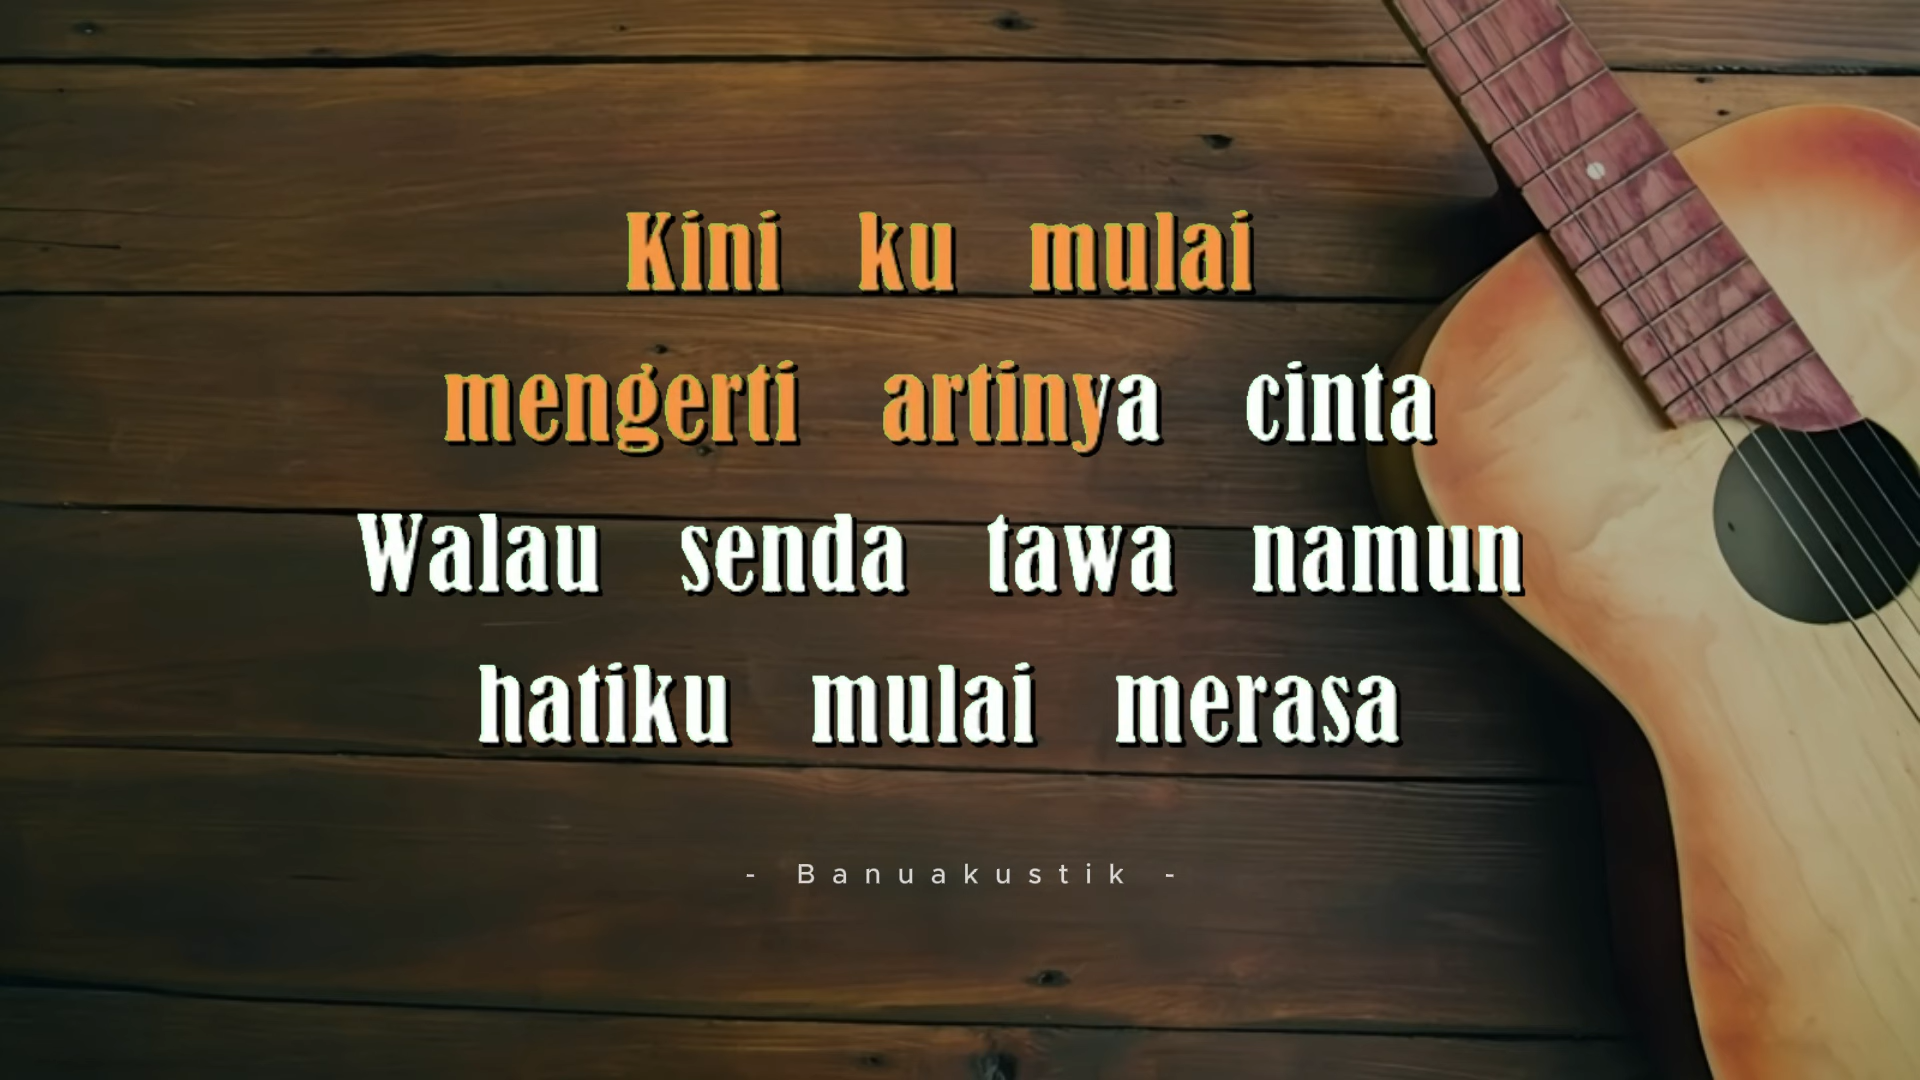 Kini ku mulai
mengerti artinya cinta
Walau senda tawa namun
hatiku mulai merasa
- Banuakustik -